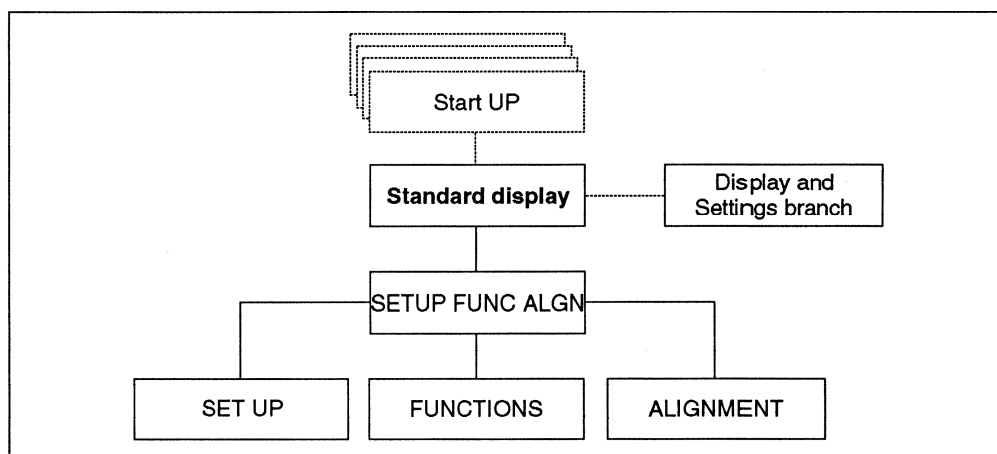 Start UP
Standard display
Display and
Settings branch
SETUP FUNC ALGN
SET UP
FUNCTIONS
ALIGNMENT